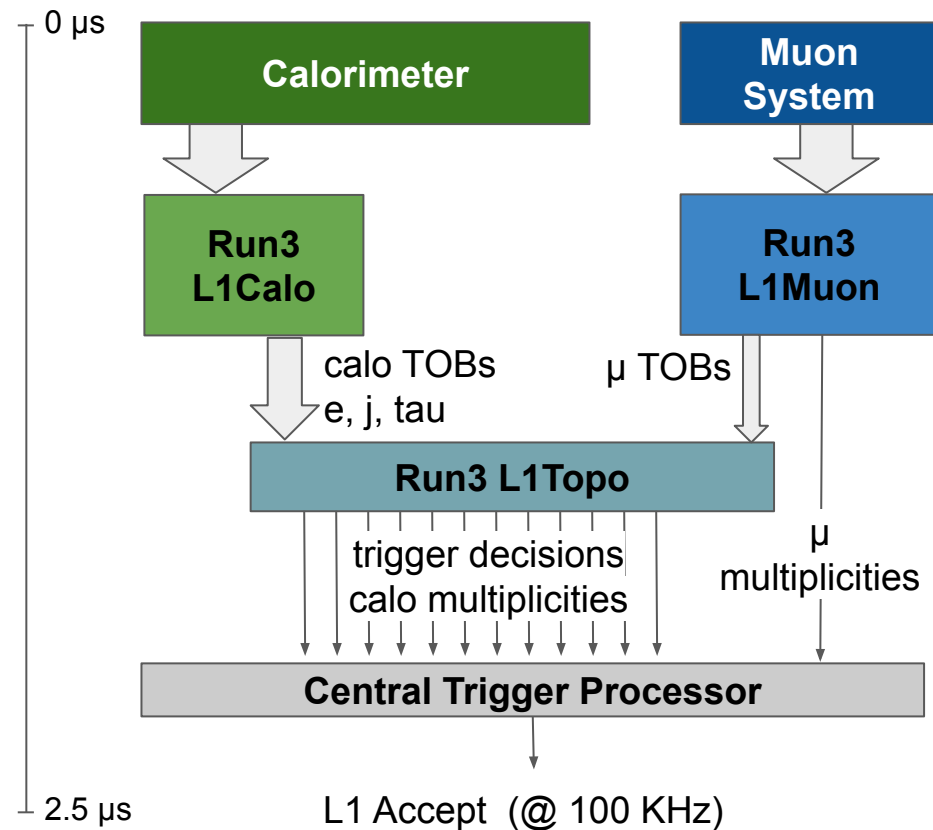 0 µs
Calorimeter
Muon
System
Run3
L1Calo
Run3
L1Muon
calo TOBs
e, j, tau
µ TOBs
Run3 L1Topo
trigger decisions
calo multiplicities
µ
multiplicities
Central Trigger Processor
2.5 µs
L1 Accept (@ 100 KHz)